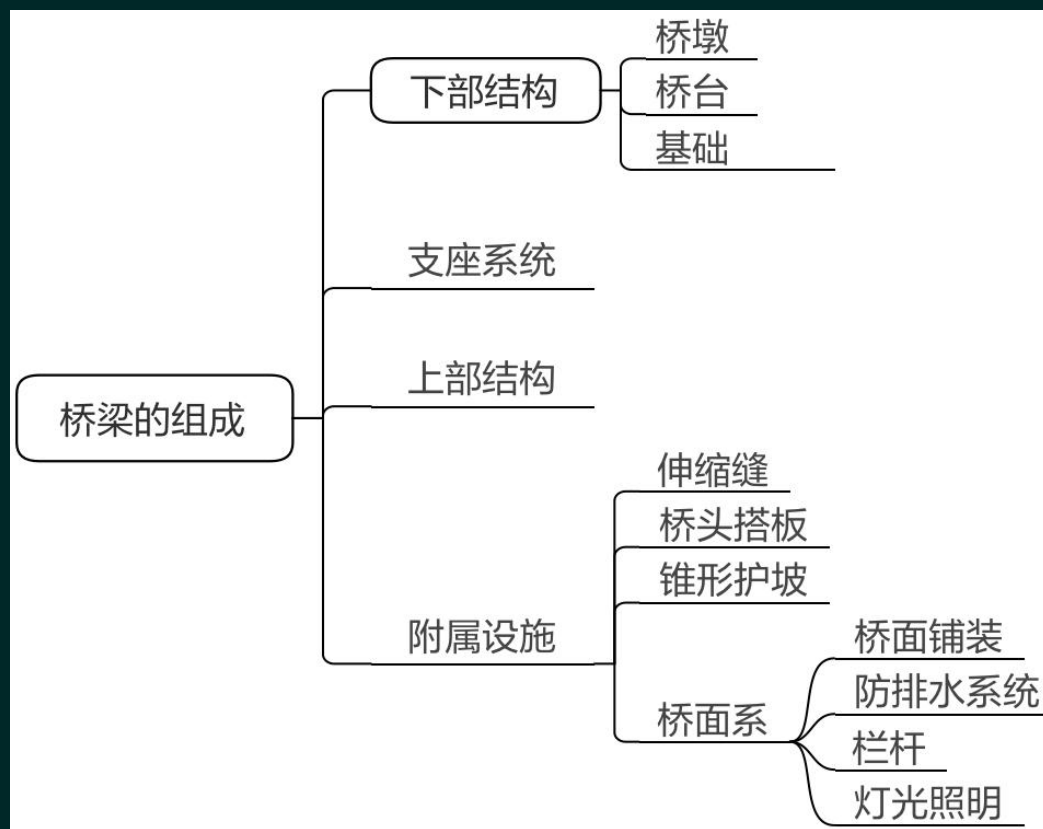 下部结构
桥墩
桥台
基础
支座系统
上部结构
桥梁的组成
附属设施
伸缩缝
桥头搭板
锥形护坡
桥面系
桥面铺装
防排水系统
栏杆
灯光照明